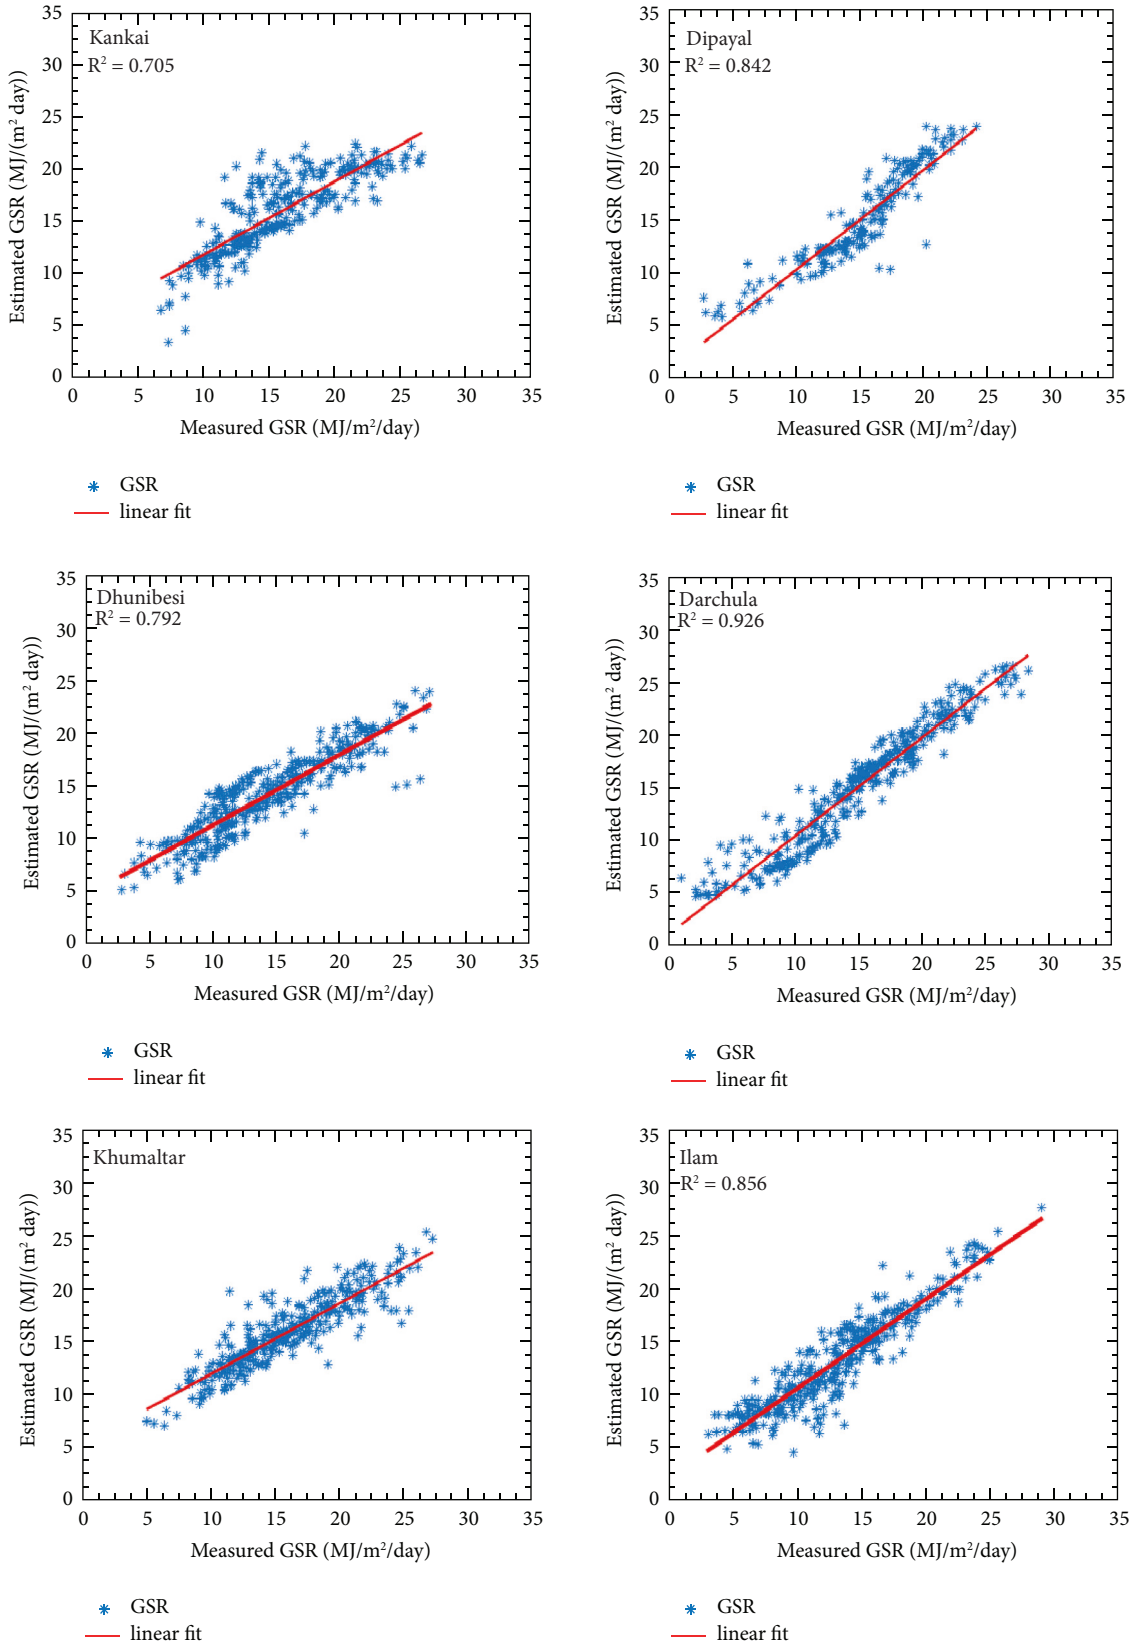 Kankai
R² = 0.705
Estimated GSR (MJ/(m² day))
35
30
25
20
15
10
5
0
0 5 10 15 20 25 30 35
Measured GSR (MJ/m²/day)
GSR
linear fit
Dipayal
R² = 0.842
Estimated GSR (MJ/(m² day))
35
30
25
20
15
10
5
0
0 5 10 15 20 25 30 35
Measured GSR (MJ/m²/day)
GSR
linear fit
Dhunibesi
R² = 0.792
Estimated GSR (MJ/(m² day))
35
30
25
20
15
10
5
0
0 5 10 15 20 25 30 35
Measured GSR (MJ/m²/day)
GSR
linear fit
Darchula
R² = 0.926
Estimated GSR (MJ/(m² day))
35
30
25
20
15
10
5
0
0 5 10 15 20 25 30 35
Measured GSR (MJ/m²/day)
GSR
linear fit
Khumaltar
Estimated GSR (MJ/(m² day))
35
30
25
20
15
10
5
0
0 5 10 15 20 25 30 35
Measured GSR (MJ/m²/day)
GSR
linear fit
Ilam
R² = 0.856
Estimated GSR (MJ/(m² day))
35
30
25
20
15
10
5
0
0 5 10 15 20 25 30 35
Measured GSR (MJ/m²/day)
GSR
linear fit